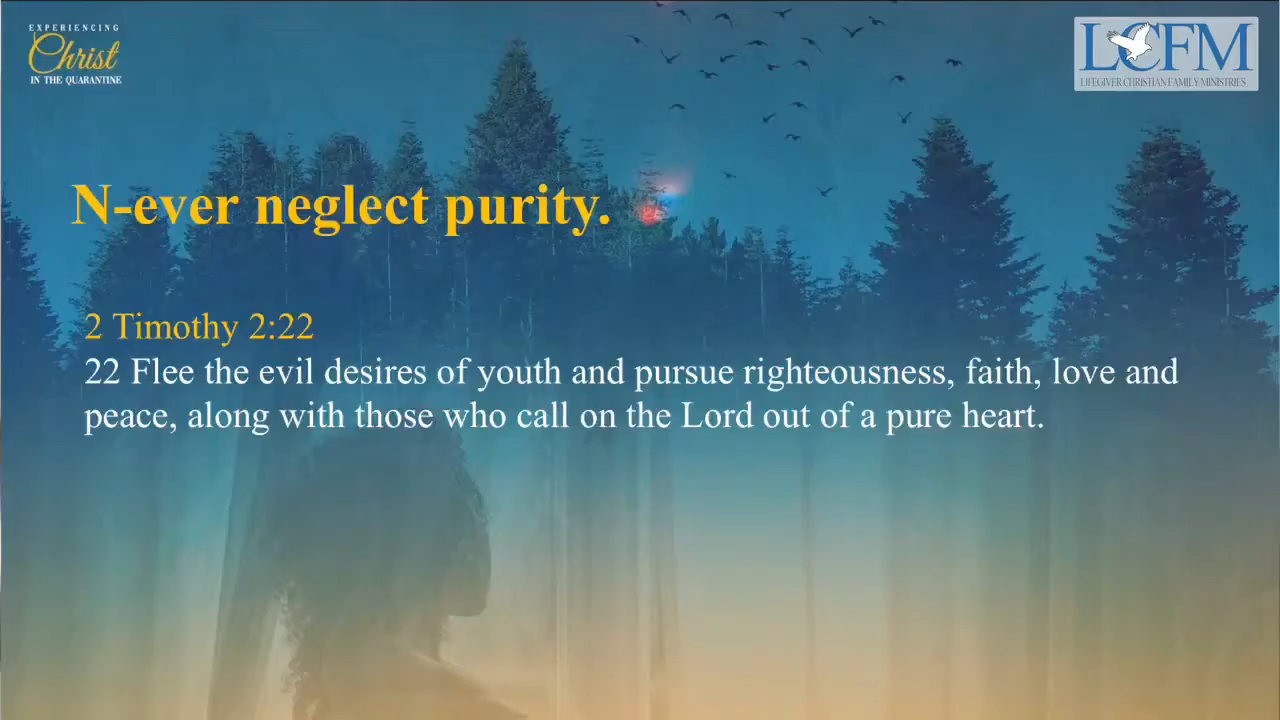 EXPERIENCING
Christ
IN THE QUARANTINE
LCFM
LIFEGIVER CHRISTIAN FAMILY MINISTRIES
N-ever neglect purity.
2 Timothy 2:22
22 Flee the evil desires of youth and pursue righteousness, faith, love and
peace, along with those who call on the Lord out of a pure heart.